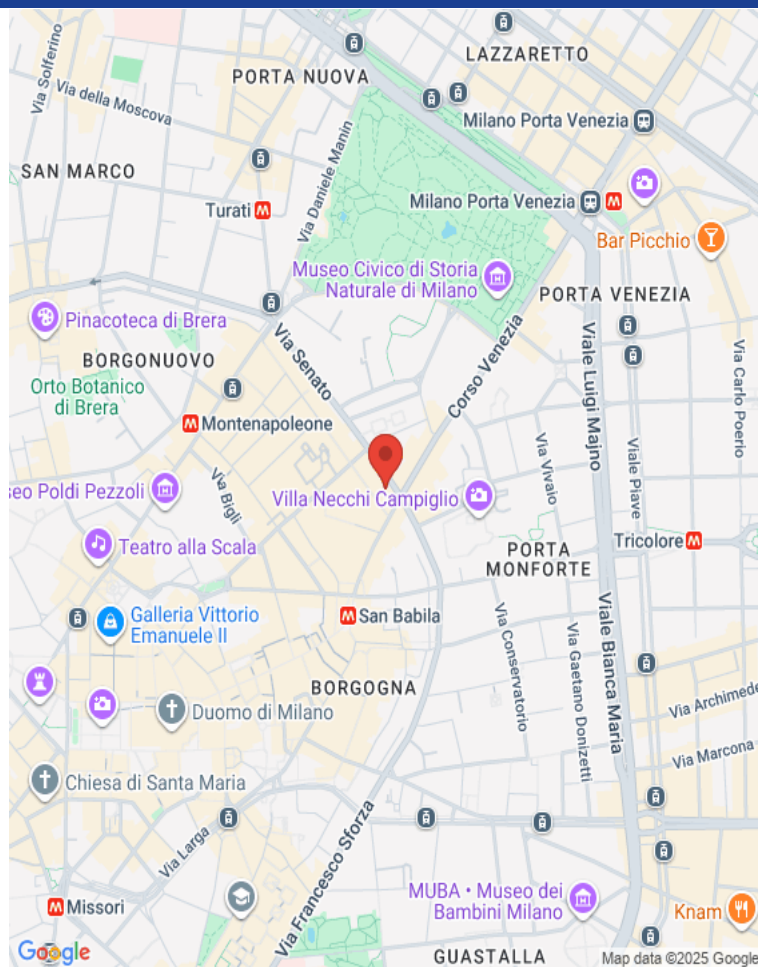 LAZZARETTO
Via Solferino
PORTA NUOVA
Via della Moscova
Milano Porta Venezia
SAN MARCO
Via Daniele Manin
Milano Porta Venezia M
Turati M
Bar Picchio
Museo Civico di Storia
Naturale di Milano
PORTA VENEZIA
Pinacoteca di Brera
Via Senato
Corso Venezia
Viale Luigi Majno
Via Carlo Poerio
BORGONUOVO
Orto Botanico
di Brera
M Montenapoleone
Via Vivaio
Viale Piave
eo Poldi Pezzoli
Via Bigli
Villa Necchi Campiglio
Teatro alla Scala
PORTA
MONFORTE
Tricolore M
Galleria Vittorio
Emanuele II
M San Babila
Via Conservatorio
Via Gaetano Donizetti
Viale Bianca Maria
BORGOGNA
Duomo di Milano
Via Archimede
Via Marcona
Chiesa di Santa Maria
Via Larga
Via Francesco Sforza
M Missori
MUBA • Museo dei
Bambini Milano
Knam
Google
GUASTALLA
Map data ©2025 Google